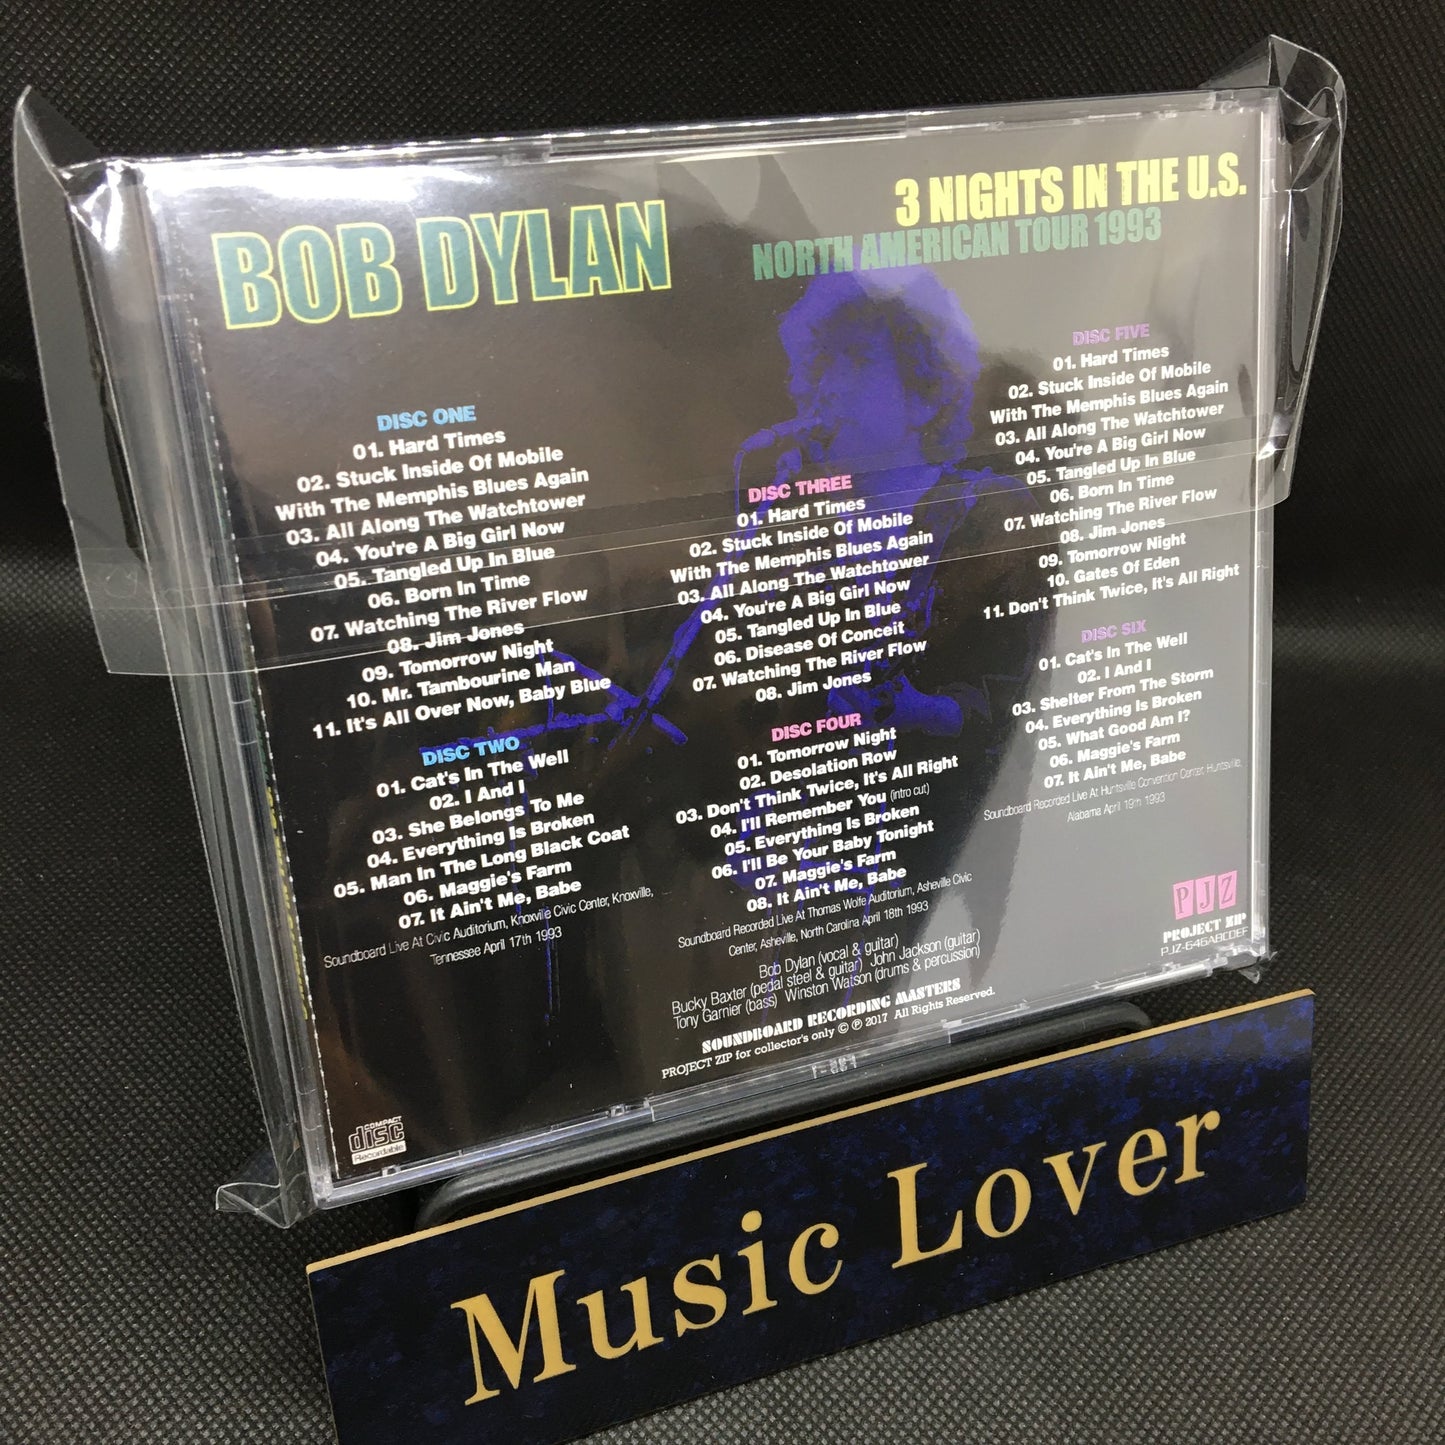 BOB DYLAN
3 NIGHTS IN THE U.S.
NORTH AMERICAN TOUR 1993
DISC ONE
01. Hard Times
02. Stuck Inside Of Mobile
With The Memphis Blues Again
03. All Along The Watchtower
04. You're A Big Girl Now
05. Tangled Up In Blue
06. Born In Time
07. Watching The River Flow
08. Jim Jones
09. Tomorrow Night
10. Mr. Tambourine Man
11. It's All Over Now, Baby Blue
DISC TWO
01. Cat's In The Well
02. I And I
03. She Belongs To Me
04. Everything Is Broken
05. Man In The Long Black Coat
06. Maggie's Farm
07. It Ain't Me, Babe
Soundboard Live At Civic Auditorium, Knoxville Civic Center, Knoxville,
Tennessee April 17th 1993
DISC THREE
01. Hard Times
02. Stuck Inside Of Mobile
With The Memphis Blues Again
03. All Along The Watchtower
04. You're A Big Girl Now
05. Tangled Up In Blue
06. Disease Of Conceit
07. Watching The River Flow
08. Jim Jones
DISC FOUR
01. Tomorrow Night
02. Desolation Row
03. Don't Think Twice, It's All Right
04. I'll Remember You (intro cut)
05. Everything Is Broken
06. I'll Be Your Baby Tonight
07. Maggie's Farm
08. It Ain't Me, Babe
Soundboard Recorded Live At Thomas Wolfe Auditorium, Asheville Civic
Center, Asheville, North Carolina April 18th 1993
DISC FIVE
01. Hard Times
02. Stuck Inside Of Mobile
With The Memphis Blues Again
03. All Along The Watchtower
04. You're A Big Girl Now
05. Tangled Up In Blue
06. Born In Time
07. Watching The River Flow
08. Jim Jones
09. Tomorrow Night
10. Gates Of Eden
11. Don't Think Twice, It's All Right
DISC SIX
01. Cat's In The Well
02. I And I
03. Shelter From The Storm
04. Everything Is Broken
05. What Good Am I?
06. Maggie's Farm
07. It Ain't Me, Babe
Soundboard Recorded Live At Huntsville Convention Center, Huntsville,
Alabama April 19th 1993
Bob Dylan (vocal & guitar)
Bucky Baxter (pedal steel & guitar) John Jackson (guitar)
Tony Garnier (bass) Winston Watson (drums & percussion)
SOUNDBOARD RECORDING MASTERS
PROJECT ZIP for collector's only © ℗ 2017 All Rights Reserved.
PJZ
PROJECT ZIP
PJZ-646ABCDEF
COMPACT
disc
Recordable
Music Lover